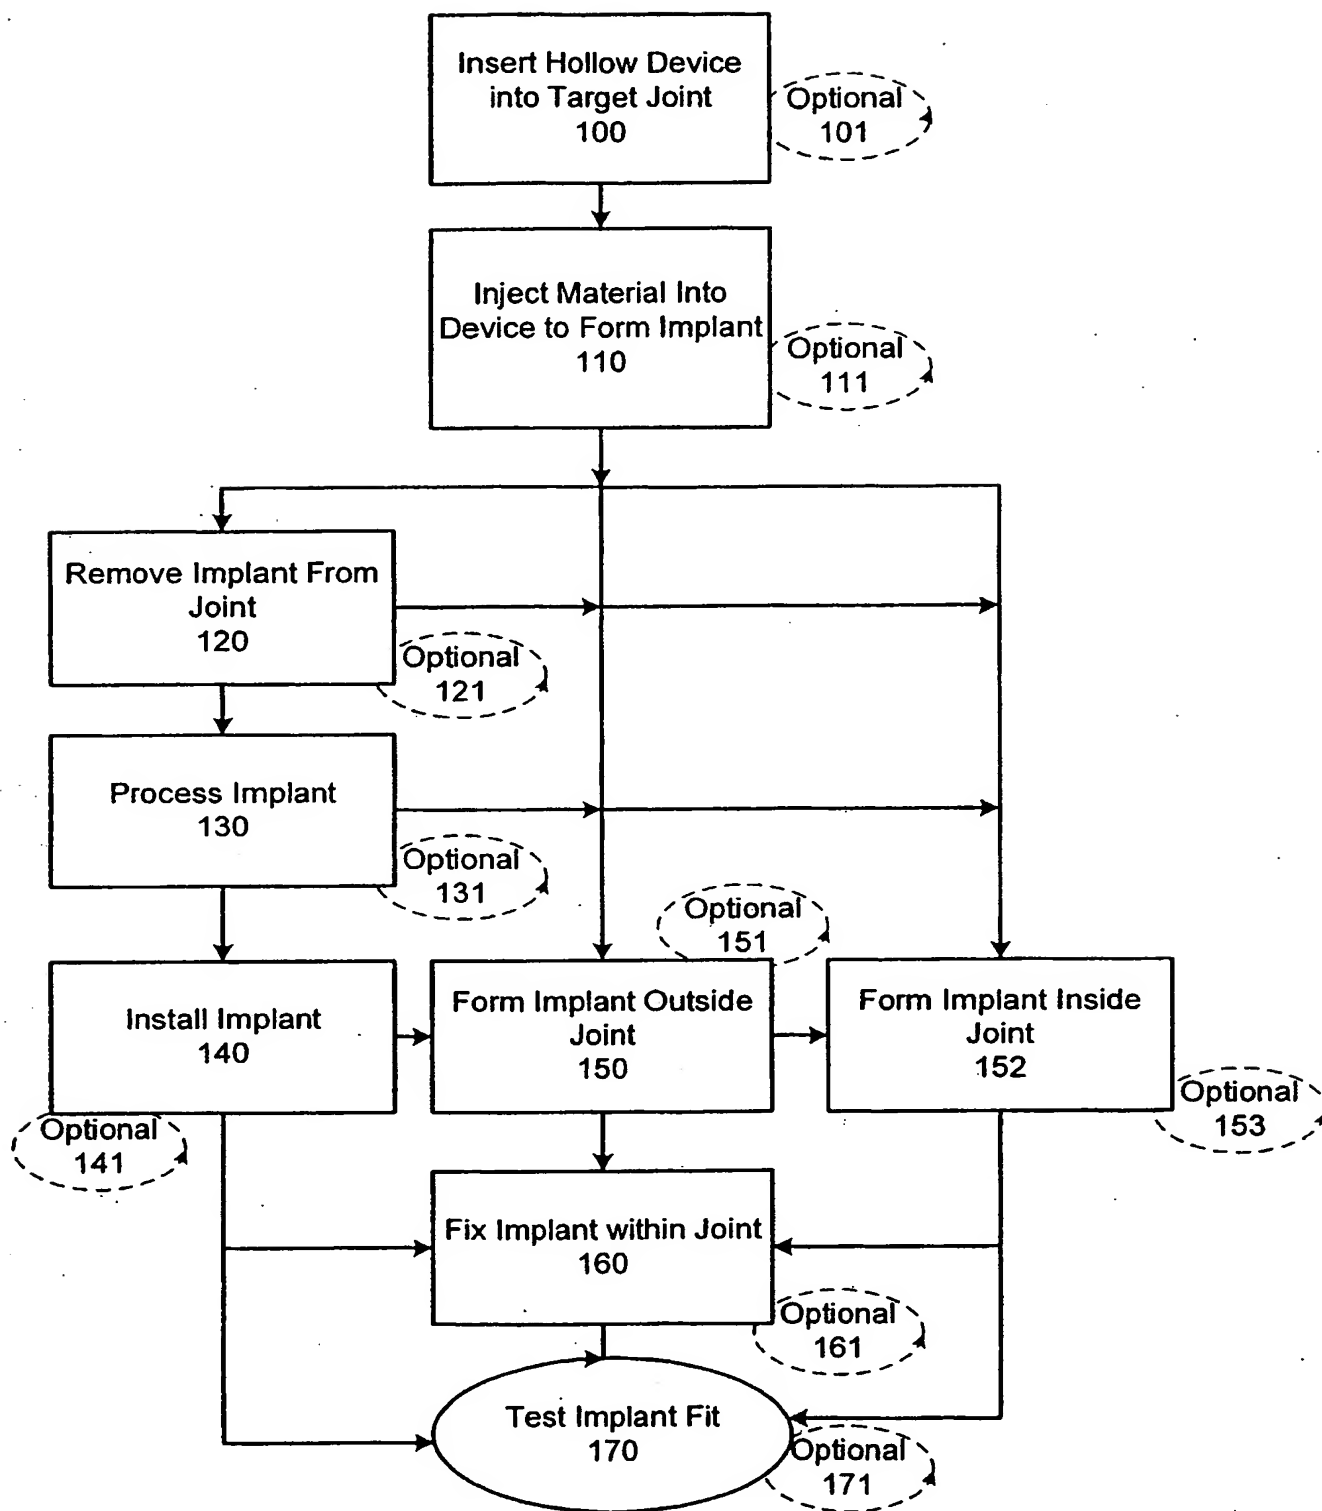 Insert Hollow Device
into Target Joint
100
Optional
101
Inject Material Into
Device to Form Implant
110
Optional
111
Remove Implant From
Joint
120
Optional
121
Process Implant
130
Optional
131
Optional
151
Install Implant
140
Form Implant Outside
Joint
150
Form Implant Inside
Joint
152
Optional
141
Optional
153
Fix Implant within Joint
160
Optional
161
Test Implant Fit
170
Optional
171